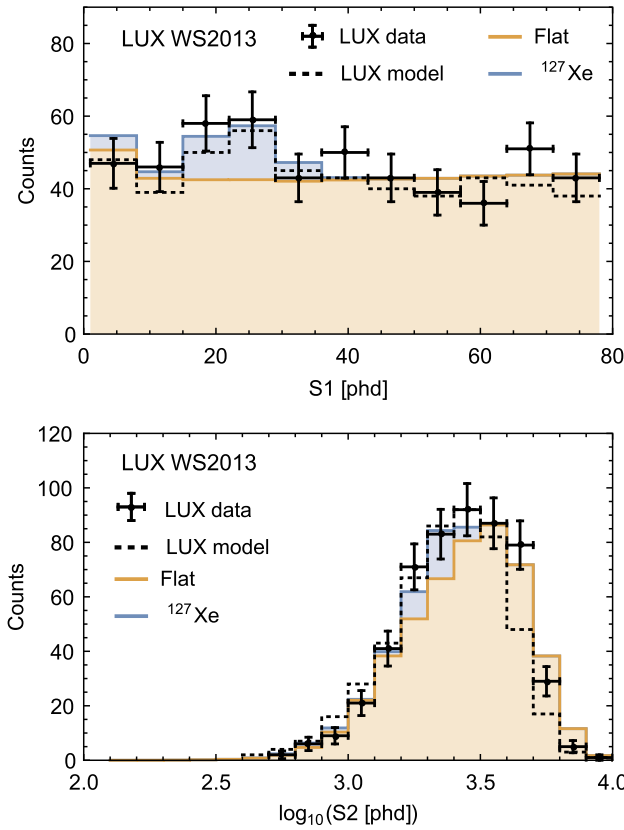 LUX WS2013
LUX data
Flat
LUX model
¹²⁷Xe
Counts
80
60
40
20
0
0
20
40
60
80
S1 [phd]
LUX WS2013
LUX data
LUX model
Flat
¹²⁷Xe
Counts
120
100
80
60
40
20
0
2.0
2.5
3.0
3.5
4.0
log₁₀(S2 [phd])